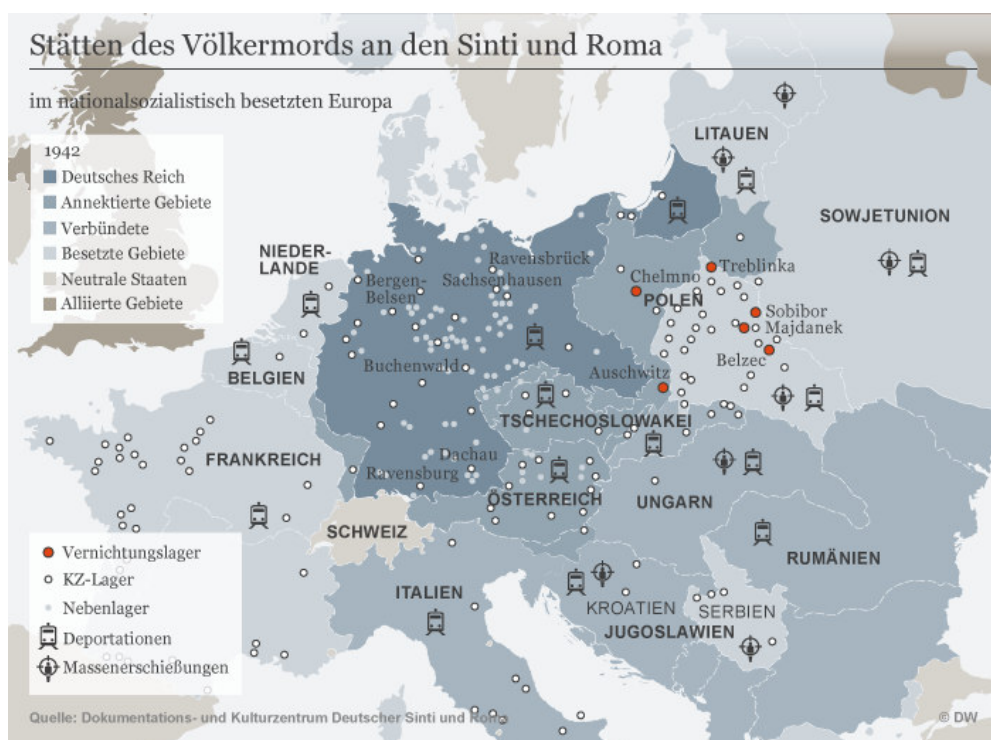 Stätten des Völkermords an den Sinti und Roma
im nationalsozialistisch besetzten Europa
1942
Deutsches Reich
Annektierte Gebiete
Verbündete
Besetzte Gebiete
Neutrale Staaten
Alliierte Gebiete
LITAUEN
SOWJETUNION
NIEDER-
LANDE
Ravensbrück
Sachsenhausen
Bergen-
Belsen
Chelmno
Treblinka
POLEN
Sobibor
Majdanek
Belzec
Buchenwald
Auschwitz
BELGIEN
TSCHECHOSLOWAKEI
FRANKREICH
Dachau
Ravensburg
ÖSTERREICH
UNGARN
SCHWEIZ
RUMÄNIEN
ITALIEN
KROATIEN
SERBIEN
JUGOSLAWIEN
Vernichtungslager
KZ-Lager
Nebenlager
Deportationen
Massenerschießungen
Quelle: Dokumentations- und Kulturzentrum Deutscher Sinti und Roma
© DW